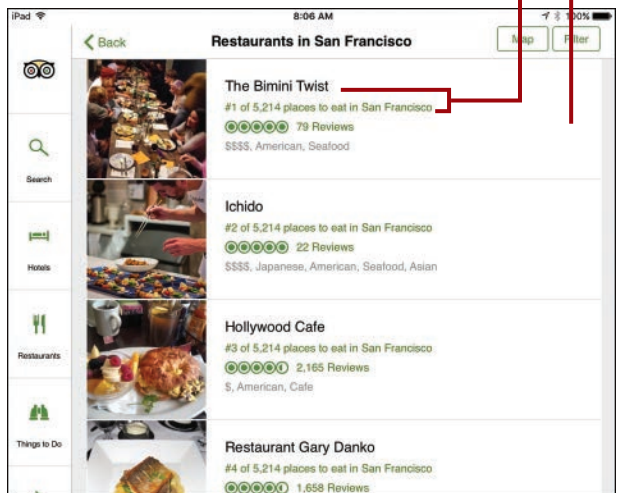 iPad 8:06 AM 100%
Back Restaurants in San Francisco Map Filter
The Bimini Twist
#1 of 5,214 places to eat in San Francisco
79 Reviews
$$$$, American, Seafood
Search
Ichido
#2 of 5,214 places to eat in San Francisco
22 Reviews
$$$$, Japanese, American, Seafood, Asian
Hotels
Hollywood Cafe
#3 of 5,214 places to eat in San Francisco
2,165 Reviews
$, American, Cafe
Restaurants
Restaurant Gary Danko
#4 of 5,214 places to eat in San Francisco
1,658 Reviews
Things to Do